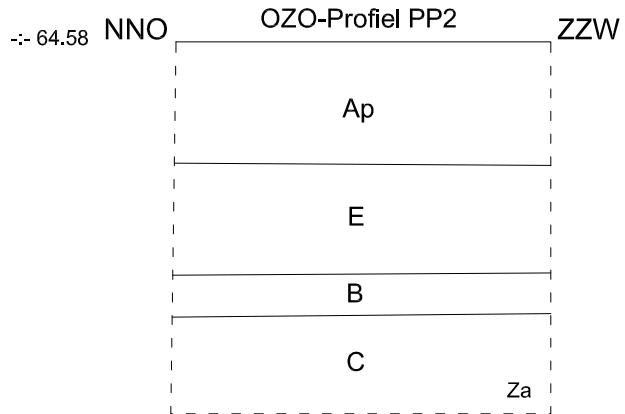 OZO-Profiel PP2
-:- 64.58 NNO ZZW
Ap
E
B
C
Za